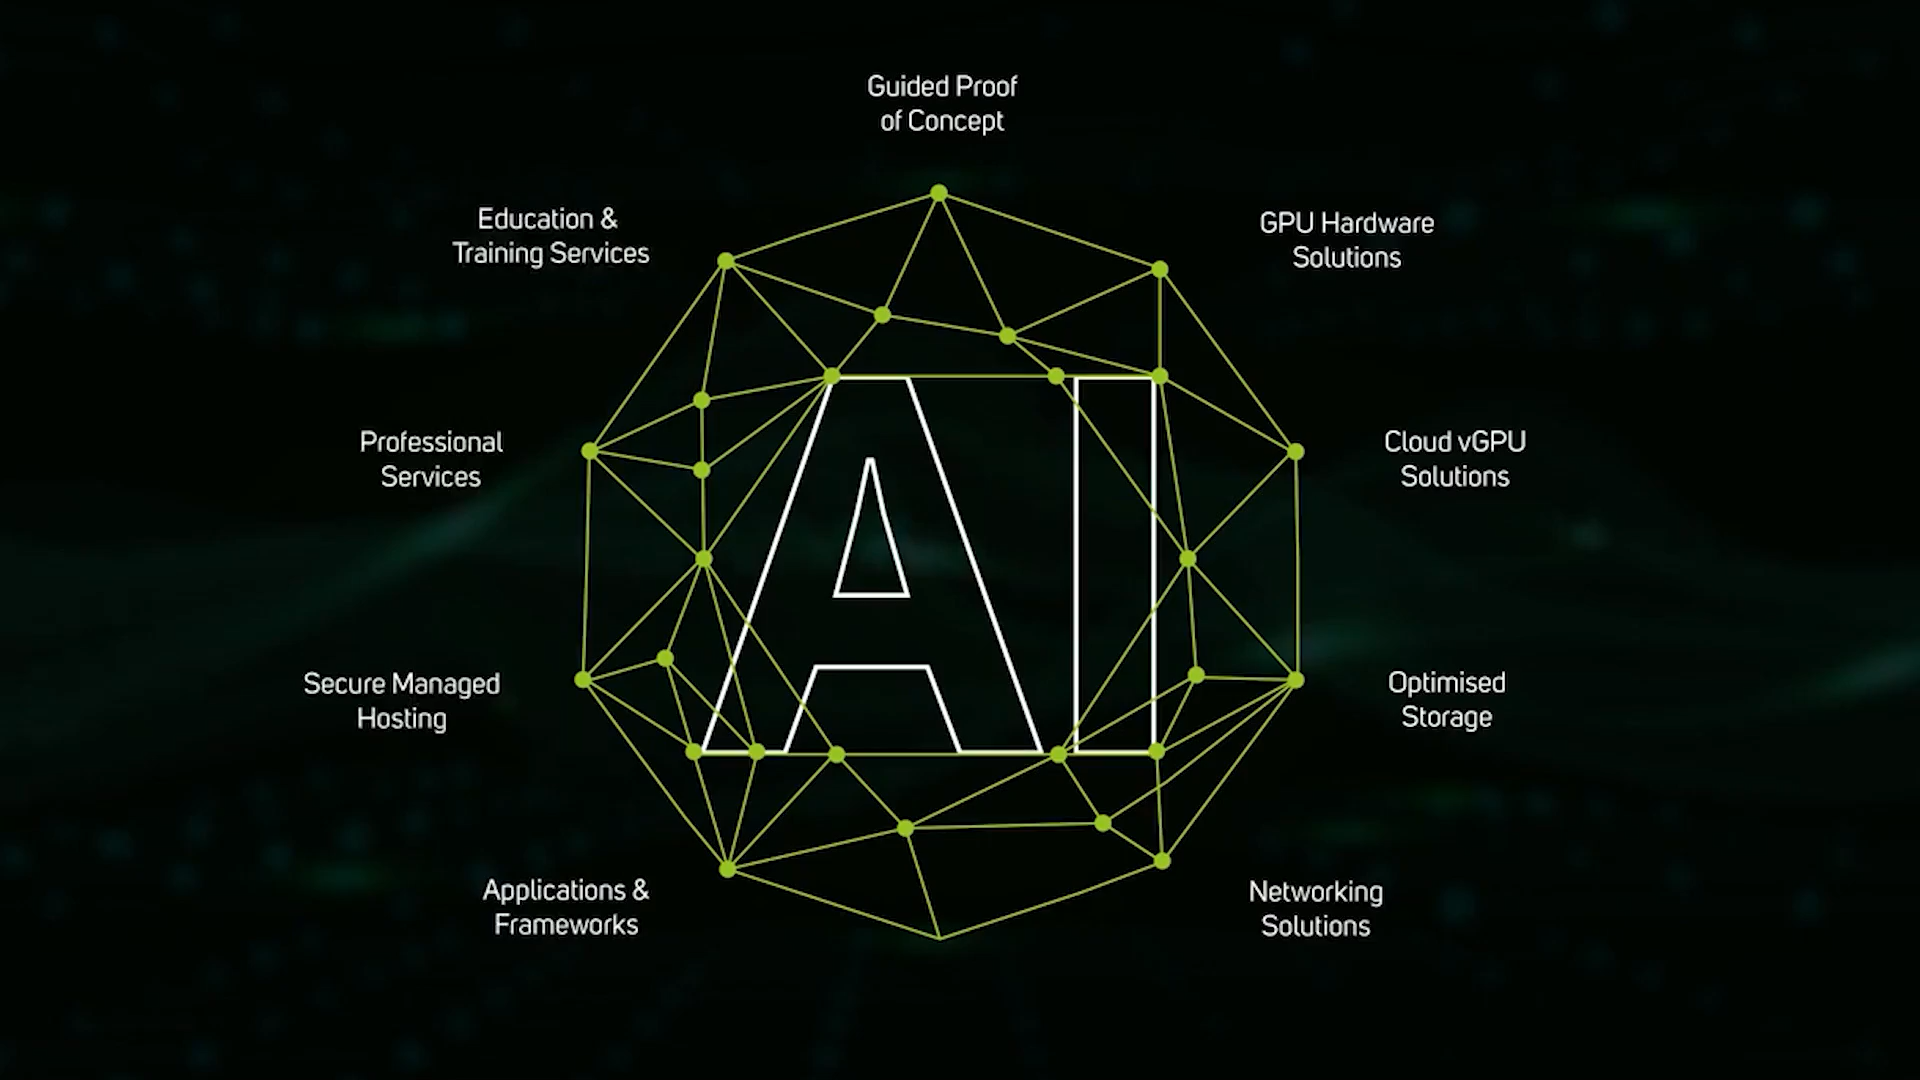 Guided Proof
of Concept
Education &
Training Services
GPU Hardware
Solutions
Professional
Services
Cloud vGPU
Solutions
AI
Secure Managed
Hosting
Optimised
Storage
Applications &
Frameworks
Networking
Solutions